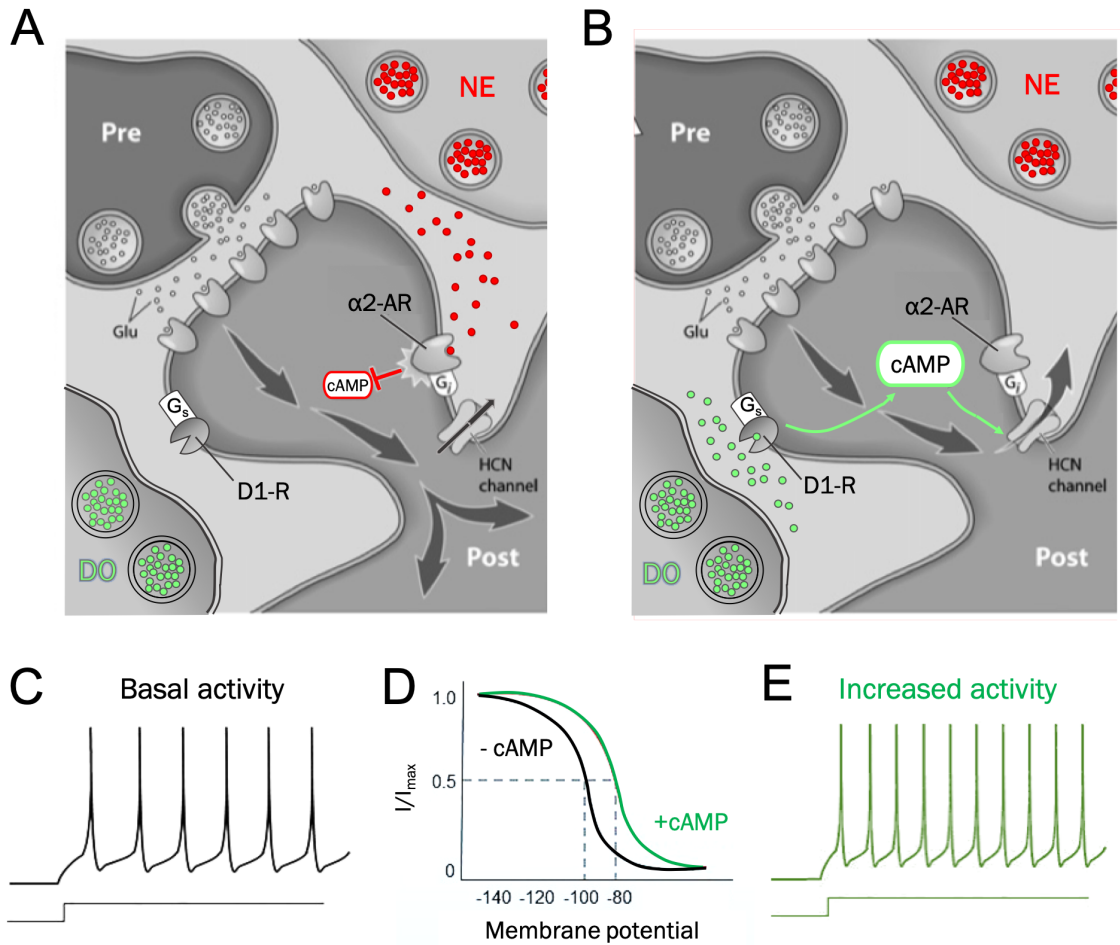 A
B
NE
NE
Pre
Pre
α2-AR
α2-AR
Glu
Glu
cAMP
cAMP
Gi
Gi
Gs
Gs
HCN
channel
HCN
channel
D1-R
D1-R
Post
Post
DO
DO
C
Basal activity
D
E
Increased activity
1.0
- cAMP
0.5
I/Imax
+cAMP
0
-140 -120 -100 -80
Membrane potential